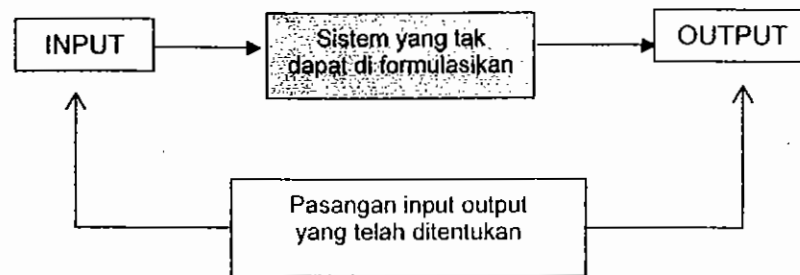 INPUT
Sistem yang tak
dapat di formulasikan
OUTPUT
Pasangan input output
yang telah ditentukan